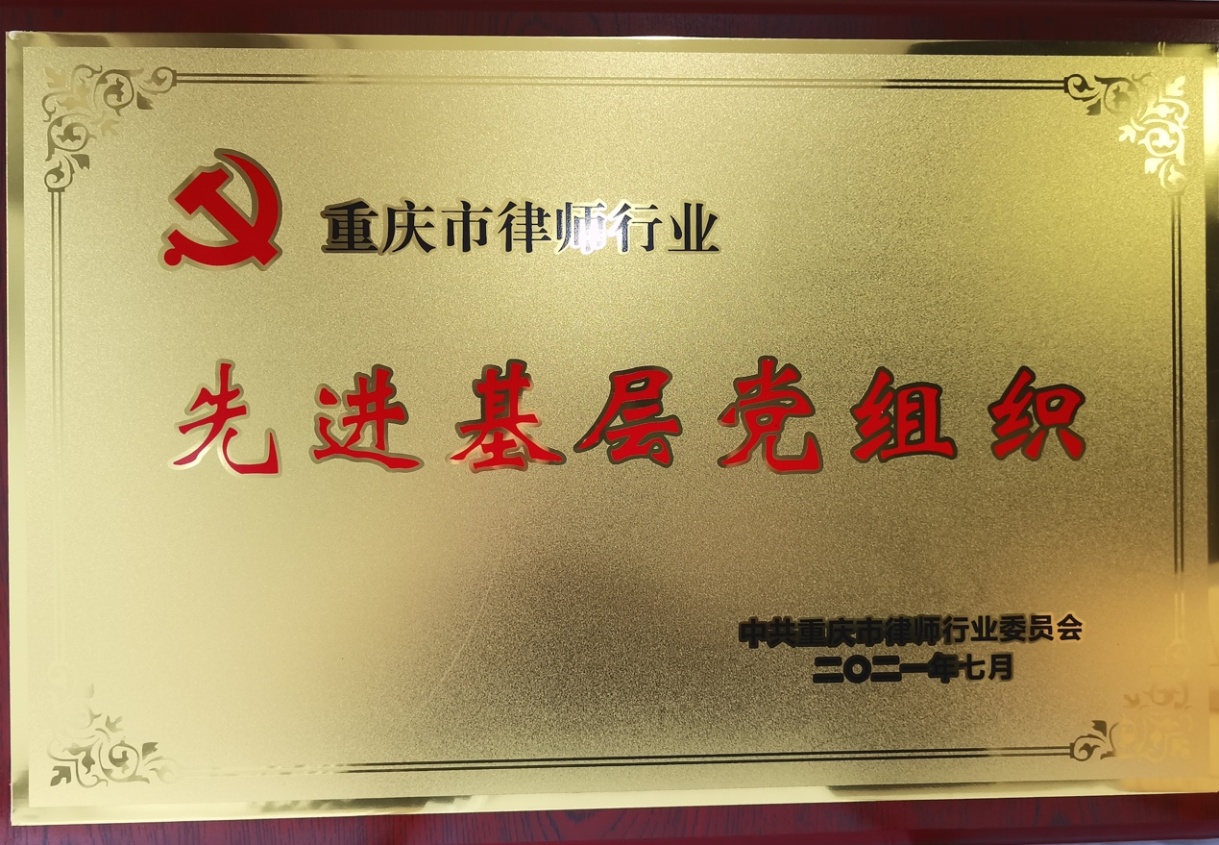 重庆市律师行业
先进基层党组织
中共重庆市律师行业委员会
二〇二一年七月